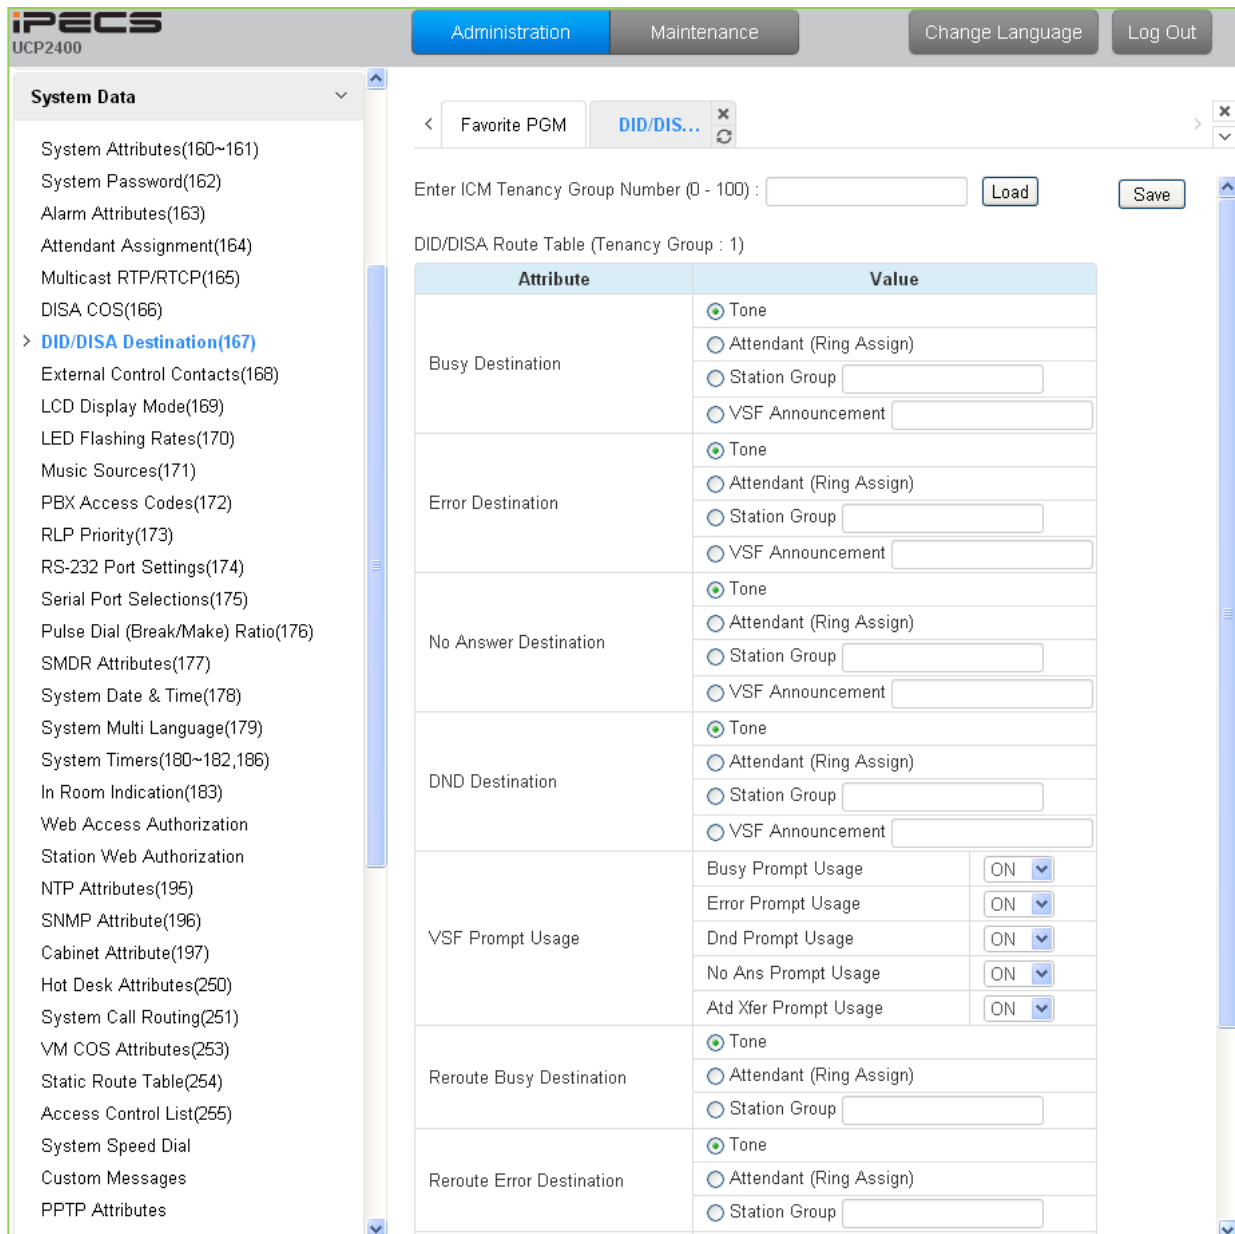 iPECS
UCP2400
Administration
Maintenance
Change Language
Log Out
System Data
System Attributes(160~161)
System Password(162)
Alarm Attributes(163)
Attendant Assignment(164)
Multicast RTP/RTCP(165)
DISA COS(166)
DID/DISA Destination(167)
External Control Contacts(168)
LCD Display Mode(169)
LED Flashing Rates(170)
Music Sources(171)
PBX Access Codes(172)
RLP Priority(173)
RS-232 Port Settings(174)
Serial Port Selections(175)
Pulse Dial (Break/Make) Ratio(176)
SMDR Attributes(177)
System Date & Time(178)
System Multi Language(179)
System Timers(180~182,186)
In Room Indication(183)
Web Access Authorization
Station Web Authorization
NTP Attributes(195)
SNMP Attribute(196)
Cabinet Attribute(197)
Hot Desk Attributes(250)
System Call Routing(251)
VM COS Attributes(253)
Static Route Table(254)
Access Control List(255)
System Speed Dial
Custom Messages
PPTP Attributes
Favorite PGM
DID/DIS...
Enter ICM Tenancy Group Number (0 - 100) :
Load
Save
DID/DISA Route Table (Tenancy Group : 1)
Attribute
Value
Busy Destination
Tone
Attendant (Ring Assign)
Station Group
VSF Announcement
Error Destination
Tone
Attendant (Ring Assign)
Station Group
VSF Announcement
No Answer Destination
Tone
Attendant (Ring Assign)
Station Group
VSF Announcement
DND Destination
Tone
Attendant (Ring Assign)
Station Group
VSF Announcement
VSF Prompt Usage
Busy Prompt Usage ON
Error Prompt Usage ON
Dnd Prompt Usage ON
No Ans Prompt Usage ON
Atd Xfer Prompt Usage ON
Reroute Busy Destination
Tone
Attendant (Ring Assign)
Station Group
Reroute Error Destination
Tone
Attendant (Ring Assign)
Station Group